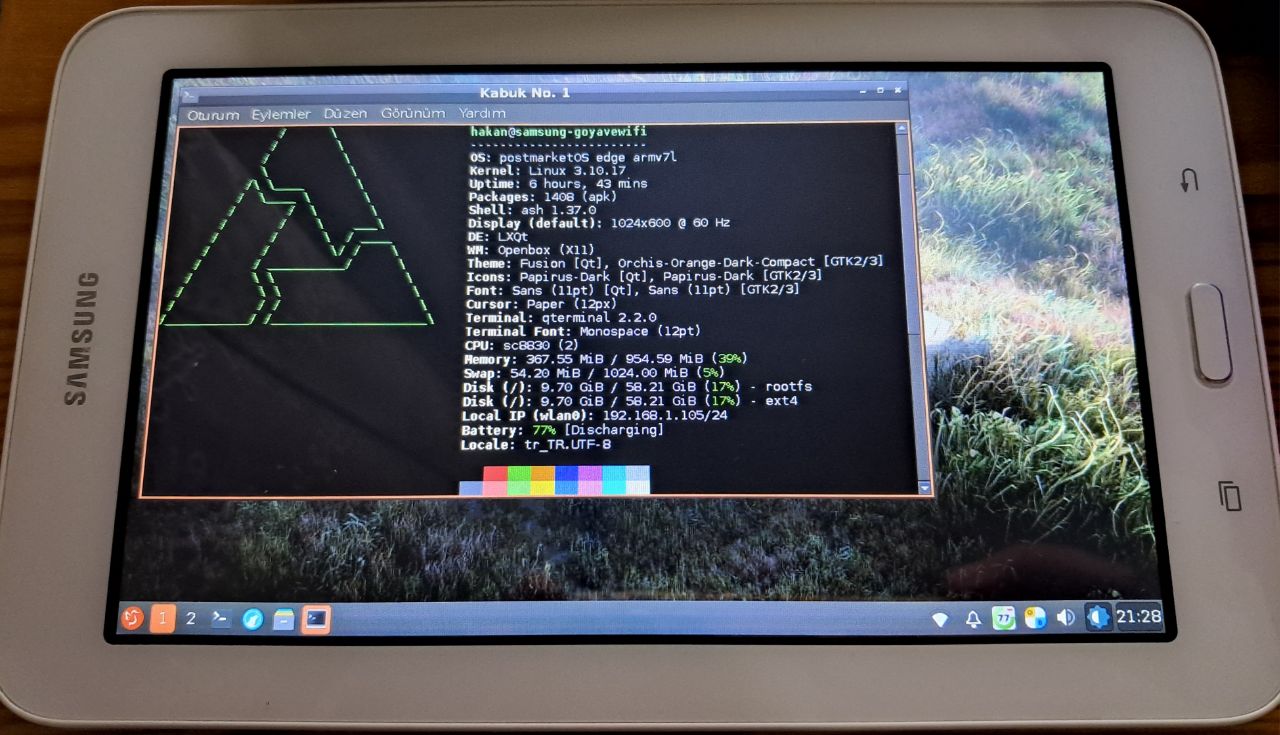 Kabuk No. 1
Oturum Eylemler Düzen Görünüm Yardım
hakan@samsung-goyavewifi
-----------------------
OS: postmarketOS edge armv7l
Kernel: Linux 3.10.17
Uptime: 6 hours, 43 mins
Packages: 1408 (apk)
Shell: ash 1.37.0
Display (default): 1024x600 @ 60 Hz
DE: LXQt
WM: Openbox (X11)
Theme: Fusion [Qt], Orchis-Orange-Dark-Compact [GTK2/3]
Icons: Papirus-Dark [Qt], Papirus-Dark [GTK2/3]
Font: Sans (11pt) [Qt], Sans (11pt) [GTK2/3]
Cursor: Paper (12px)
Terminal: qterminal 2.2.0
Terminal Font: Monospace (12pt)
CPU: sc8830 (2)
Memory: 367.55 MiB / 954.59 MiB (39%)
Swap: 54.20 MiB / 1024.00 MiB (5%)
Disk (/): 9.70 GiB / 58.21 GiB (17%) - rootfs
Disk (/): 9.70 GiB / 58.21 GiB (17%) - ext4
Local IP (wlan0): 192.168.1.105/24
Battery: 77% [Discharging]
Locale: tr_TR.UTF-8
1 2 77 21:28
SAMSUNG